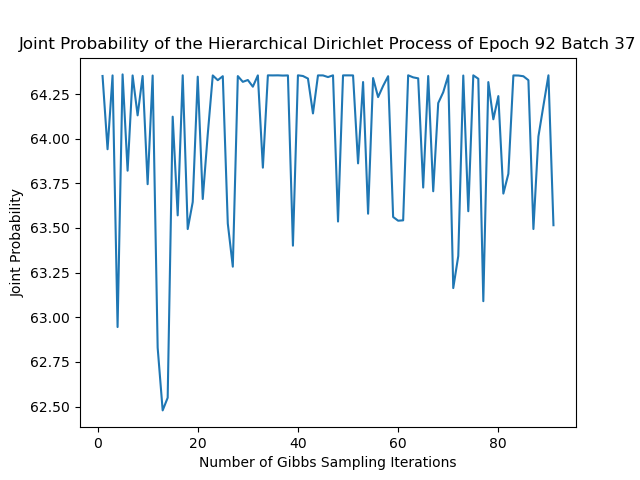 Joint Probability of the Hierarchical Dirichlet Process of Epoch 92 Batch 37
64.25
64.00
63.75
63.50
63.25
63.00
62.75
62.50
Joint Probability
0 20 40 60 80
Number of Gibbs Sampling Iterations